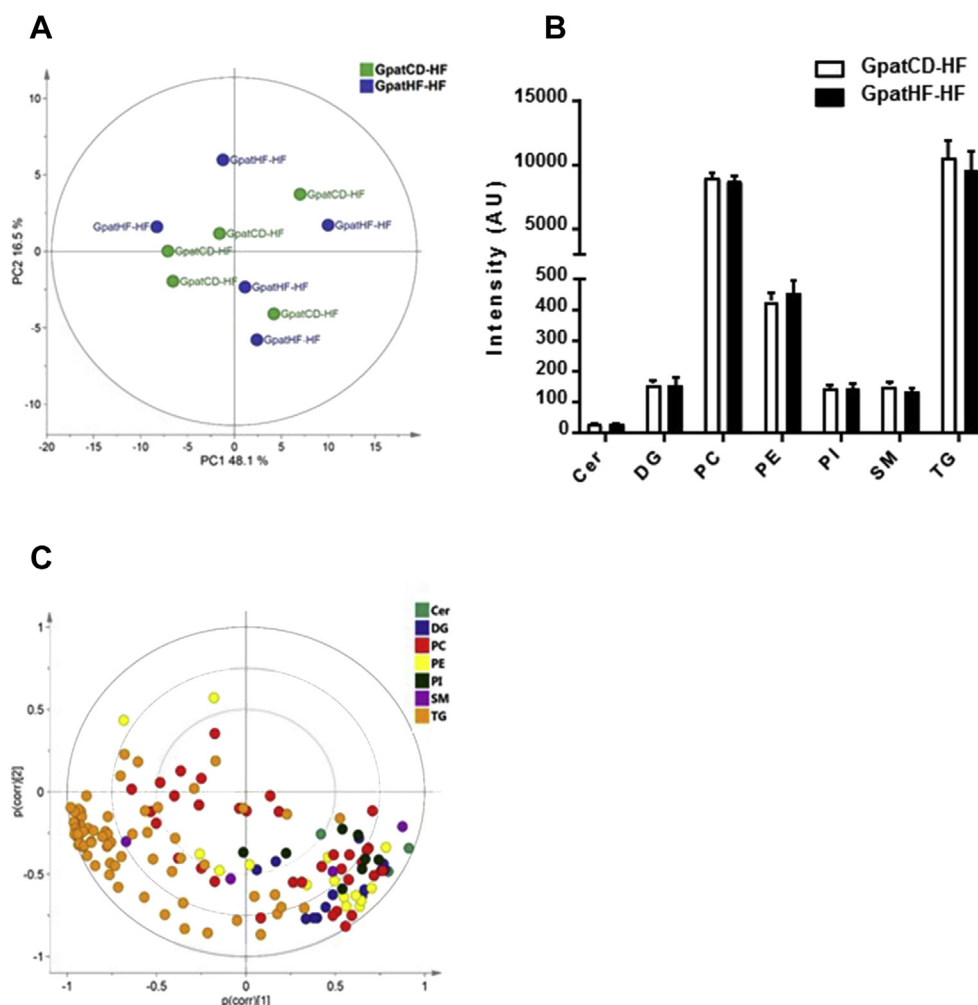 A
GpatCD-HF
GpatHF-HF
10
5
0
-5
-10
PC2 16.5 %
GpatHF-HF
GpatCD-HF
GpatHF-HF
GpatCD-HF
GpatHF-HF
GpatCD-HF
GpatCD-HF
GpatHF-HF
GpatCD-HF
GpatHF-HF
-20 -15 -10 -5 0 5 10 15
PC1 48.1 %
B
GpatCD-HF
GpatHF-HF
Intensity (AU)
15000
10000
5000
500
400
300
200
100
0
Cer DG PC PE PI SM TG
C
Cer
DG
PC
PE
PI
SM
TG
1
0.5
0
-0.5
-1
p(corr)[2]
-1 -0.5 0 0.5 1
p(corr)[1]